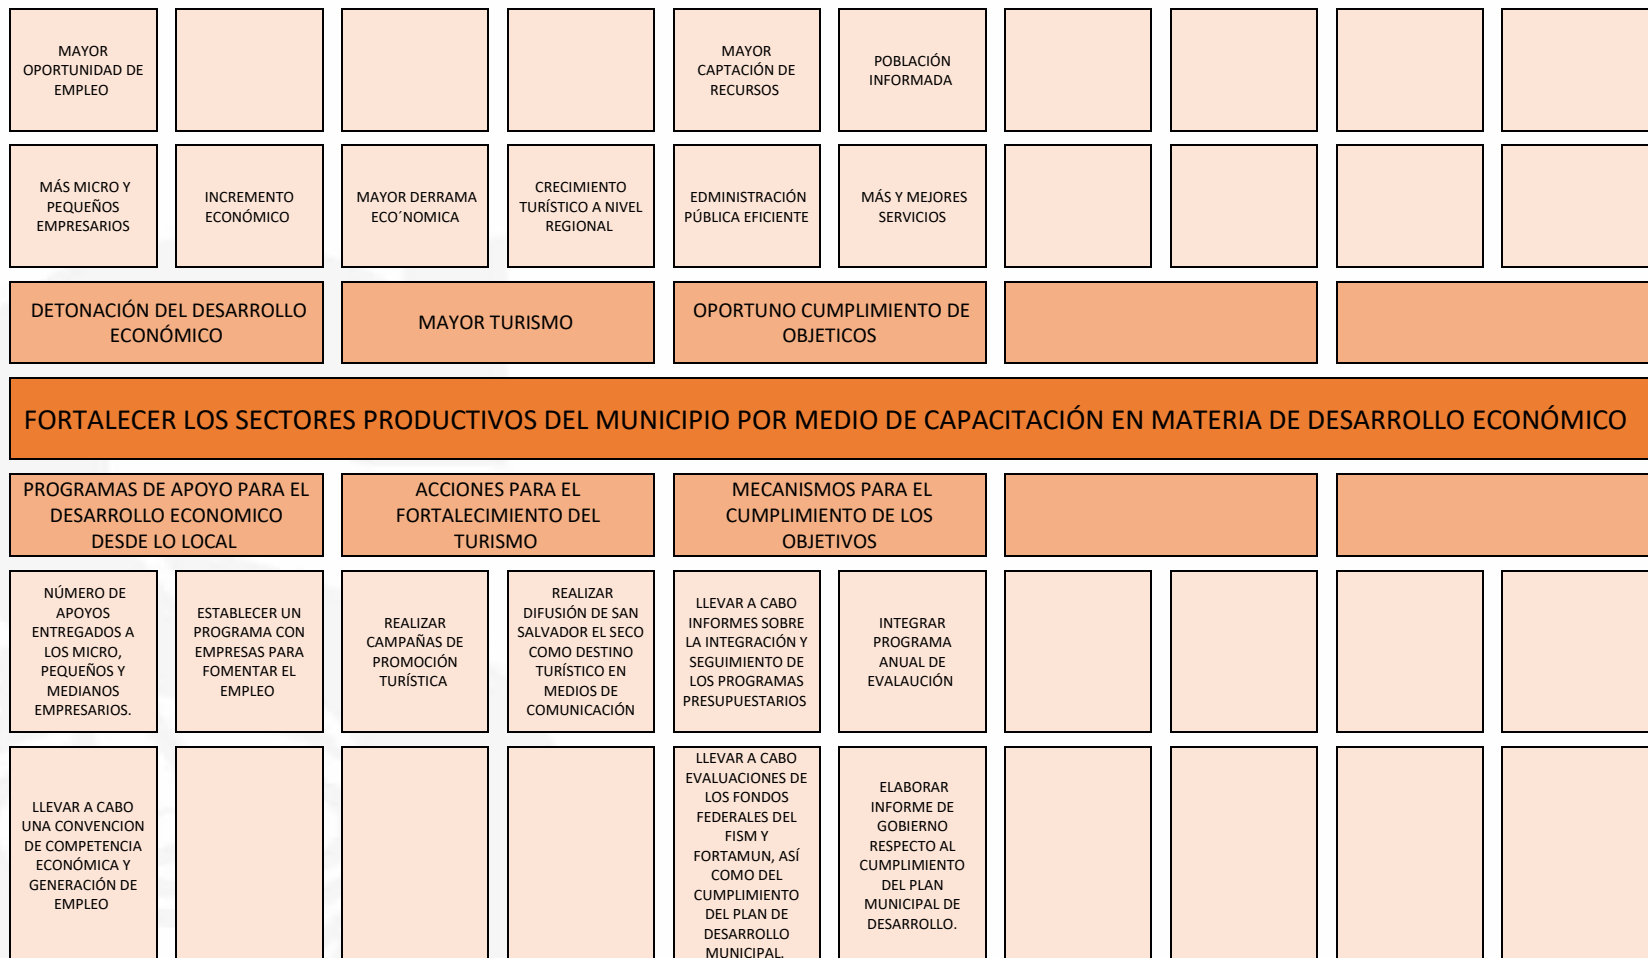 MAYOR
OPORTUNIDAD DE
EMPLEO
MAYOR
CAPTACIÓN DE
RECURSOS
POBLACIÓN
INFORMADA
MÁS MICRO Y
PEQUEÑOS
EMPRESARIOS
INCREMENTO
ECONÓMICO
MAYOR DERRAMA
ECO´NOMICA
CRECIMIENTO
TURÍSTICO A NIVEL
REGIONAL
EDMINISTRACIÓN
PÚBLICA EFICIENTE
MÁS Y MEJORES
SERVICIOS
DETONACIÓN DEL DESARROLLO
ECONÓMICO
MAYOR TURISMO
OPORTUNO CUMPLIMIENTO DE
OBJETICOS
FORTALECER LOS SECTORES PRODUCTIVOS DEL MUNICIPIO POR MEDIO DE CAPACITACIÓN EN MATERIA DE DESARROLLO ECONÓMICO
PROGRAMAS DE APOYO PARA EL
DESARROLLO ECONOMICO
DESDE LO LOCAL
ACCIONES PARA EL
FORTALECIMIENTO DEL
TURISMO
MECANISMOS PARA EL
CUMPLIMIENTO DE LOS
OBJETIVOS
NÚMERO DE
APOYOS
ENTREGADOS A
LOS MICRO,
PEQUEÑOS Y
MEDIANOS
EMPRESARIOS.
ESTABLECER UN
PROGRAMA CON
EMPRESAS PARA
FOMENTAR EL
EMPLEO
REALIZAR
CAMPAÑAS DE
PROMOCIÓN
TURÍSTICA
REALIZAR
DIFUSIÓN DE SAN
SALVADOR EL SECO
COMO DESTINO
TURÍSTICO EN
MEDIOS DE
COMUNICACIÓN
LLEVAR A CABO
INFORMES SOBRE
LA INTEGRACIÓN Y
SEGUIMIENTO DE
LOS PROGRAMAS
PRESUPUESTARIOS
INTEGRAR
PROGRAMA
ANUAL DE
EVALAUCIÓN
LLEVAR A CABO
UNA CONVENCION
DE COMPETENCIA
ECONÓMICA Y
GENERACIÓN DE
EMPLEO
LLEVAR A CABO
EVALUACIONES DE
LOS FONDOS
FEDERALES DEL
FISM Y
FORTAMUN, ASÍ
COMO DEL
CUMPLIMIENTO
DEL PLAN DE
DESARROLLO
MUNICIPAL.
ELABORAR
INFORME DE
GOBIERNO
RESPECTO AL
CUMPLIMIENTO
DEL PLAN
MUNICIPAL DE
DESARROLLO.